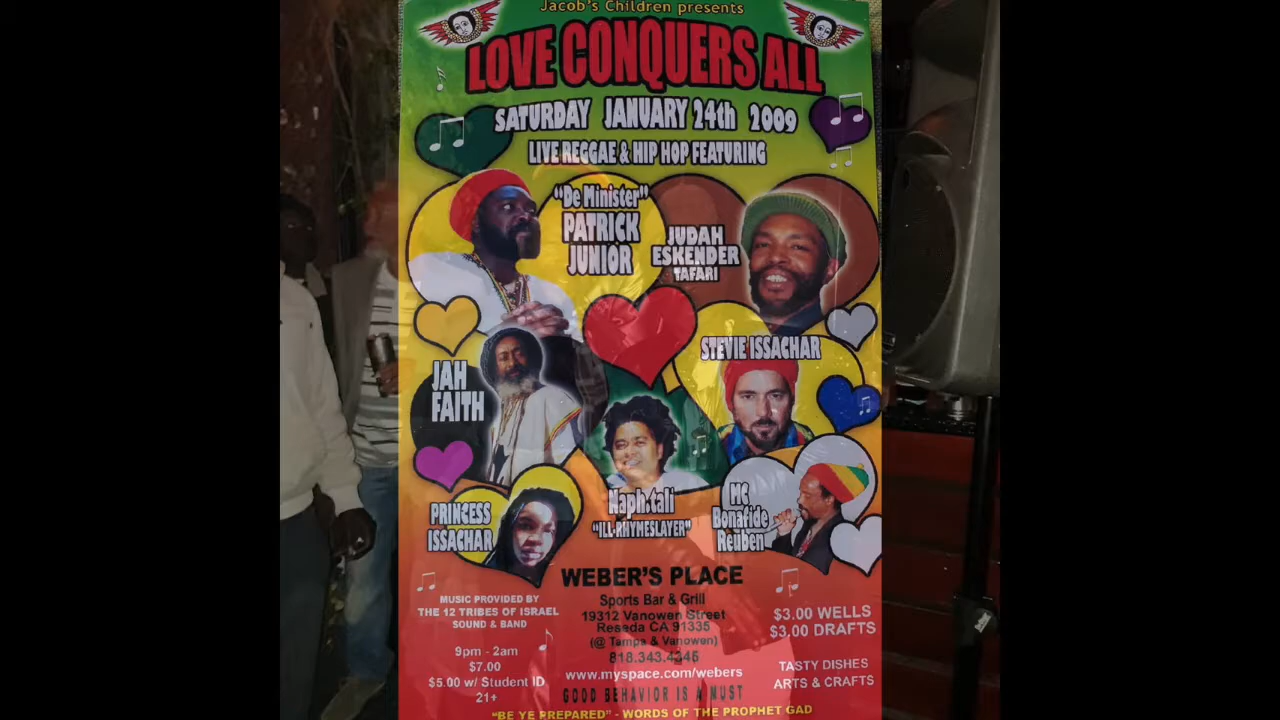 Jacob's Children presents
LOVE CONQUERS ALL
SATURDAY JANUARY 24th 2009
LIVE REGGAE & HIP HOP FEATURING
"De Minister"
PATRICK
JUNIOR
JUDAH
ESKENDER
TAFARI
STEVIE ISSACHAR
JAH
FAITH
PRINCESS
ISSACHAR
Naph.tali
"ILL-RHYMESLAYER"
MC
Bonafide
Reuben
WEBER'S PLACE
Sports Bar & Grill
19312 Vanowen Street
Reseda CA 91335
(@ Tampa & Vanowen)
818.343.4246
www.myspace.com/webers
GOOD BEHAVIOR IS A MUST
MUSIC PROVIDED BY
THE 12 TRIBES OF ISRAEL
SOUND & BAND
9pm - 2am
$7.00
$5.00 w/ Student ID
21+
$3.00 WELLS
$3.00 DRAFTS
TASTY DISHES
ARTS & CRAFTS
"BE YE PREPARED" - WORDS OF THE PROPHET GAD